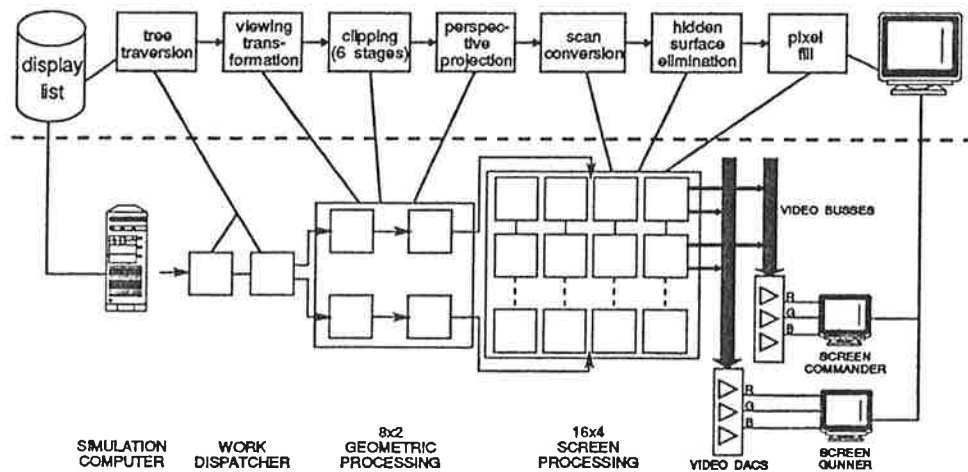 display
list
tree
traversion
viewing
trans-
formation
clipping
(6 stages)
perspec-
tive
projection
scan
conversion
hidden
surface
elimination
pixel
fill
VIDEO BUSSES
R
G
B
SCREEN
COMMANDER
R
G
B
SIMULATION
COMPUTER
WORK
DISPATCHER
8x2
GEOMETRIC
PROCESSING
16x4
SCREEN
PROCESSING
VIDEO DACS
SCREEN
GUNNER